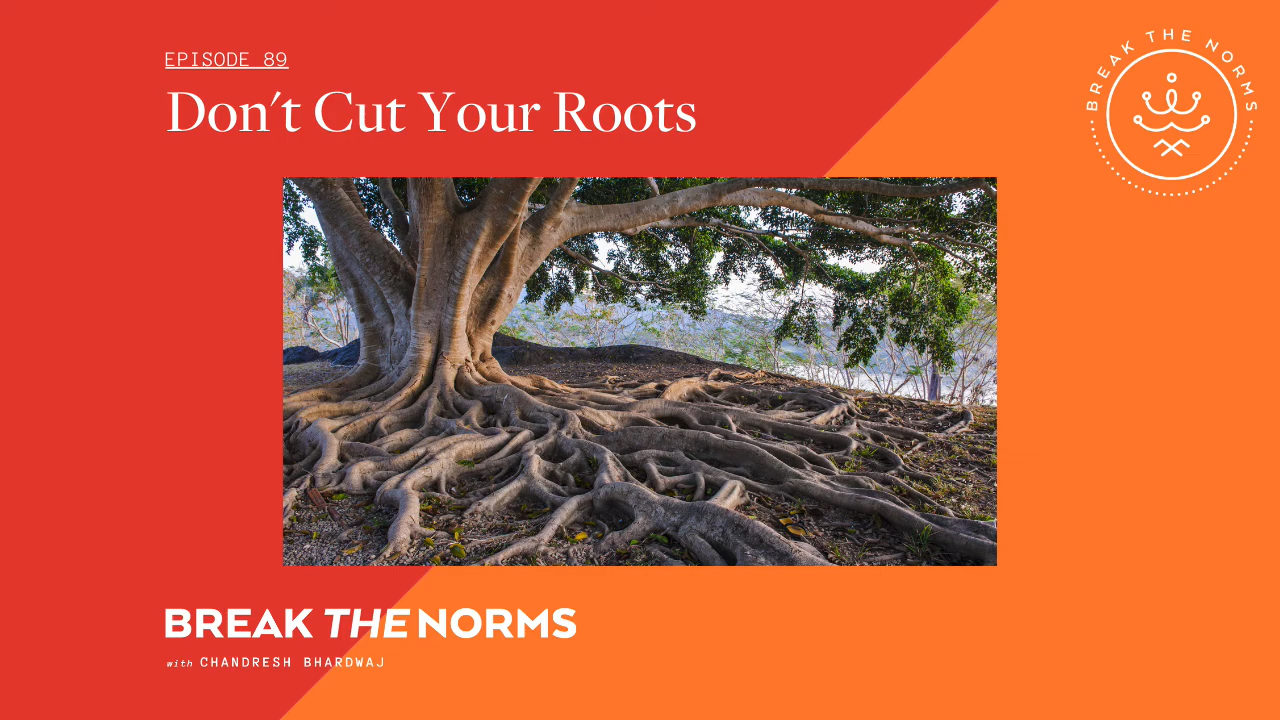 EPISODE 89
Don't Cut Your Roots
BREAK THE NORMS
BREAK THE NORMS
with CHANDRESH BHARDWAJ